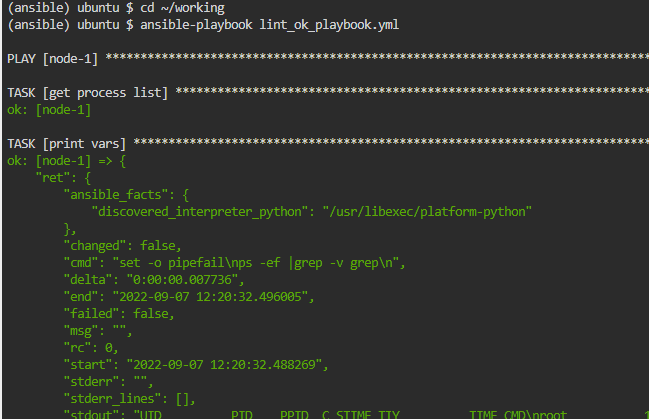 (ansible) ubuntu $ cd ~/working
(ansible) ubuntu $ ansible-playbook lint_ok_playbook.yml
PLAY [node-1] ******************************************************************************
TASK [get process list] ********************************************************************
ok: [node-1]
TASK [print vars] **************************************************************************
ok: [node-1] => {
    "ret": {
        "ansible_facts": {
            "discovered_interpreter_python": "/usr/libexec/platform-python"
        },
        "changed": false,
        "cmd": "set -o pipefail\nps -ef |grep -v grep\n",
        "delta": "0:00:00.007736",
        "end": "2022-09-07 12:20:32.496005",
        "failed": false,
        "msg": "",
        "rc": 0,
        "start": "2022-09-07 12:20:32.488269",
        "stderr": "",
        "stderr_lines": [],
        "stdout": "UID          PID    PPID  C STIME TTY          TIME CMD\nroot           1